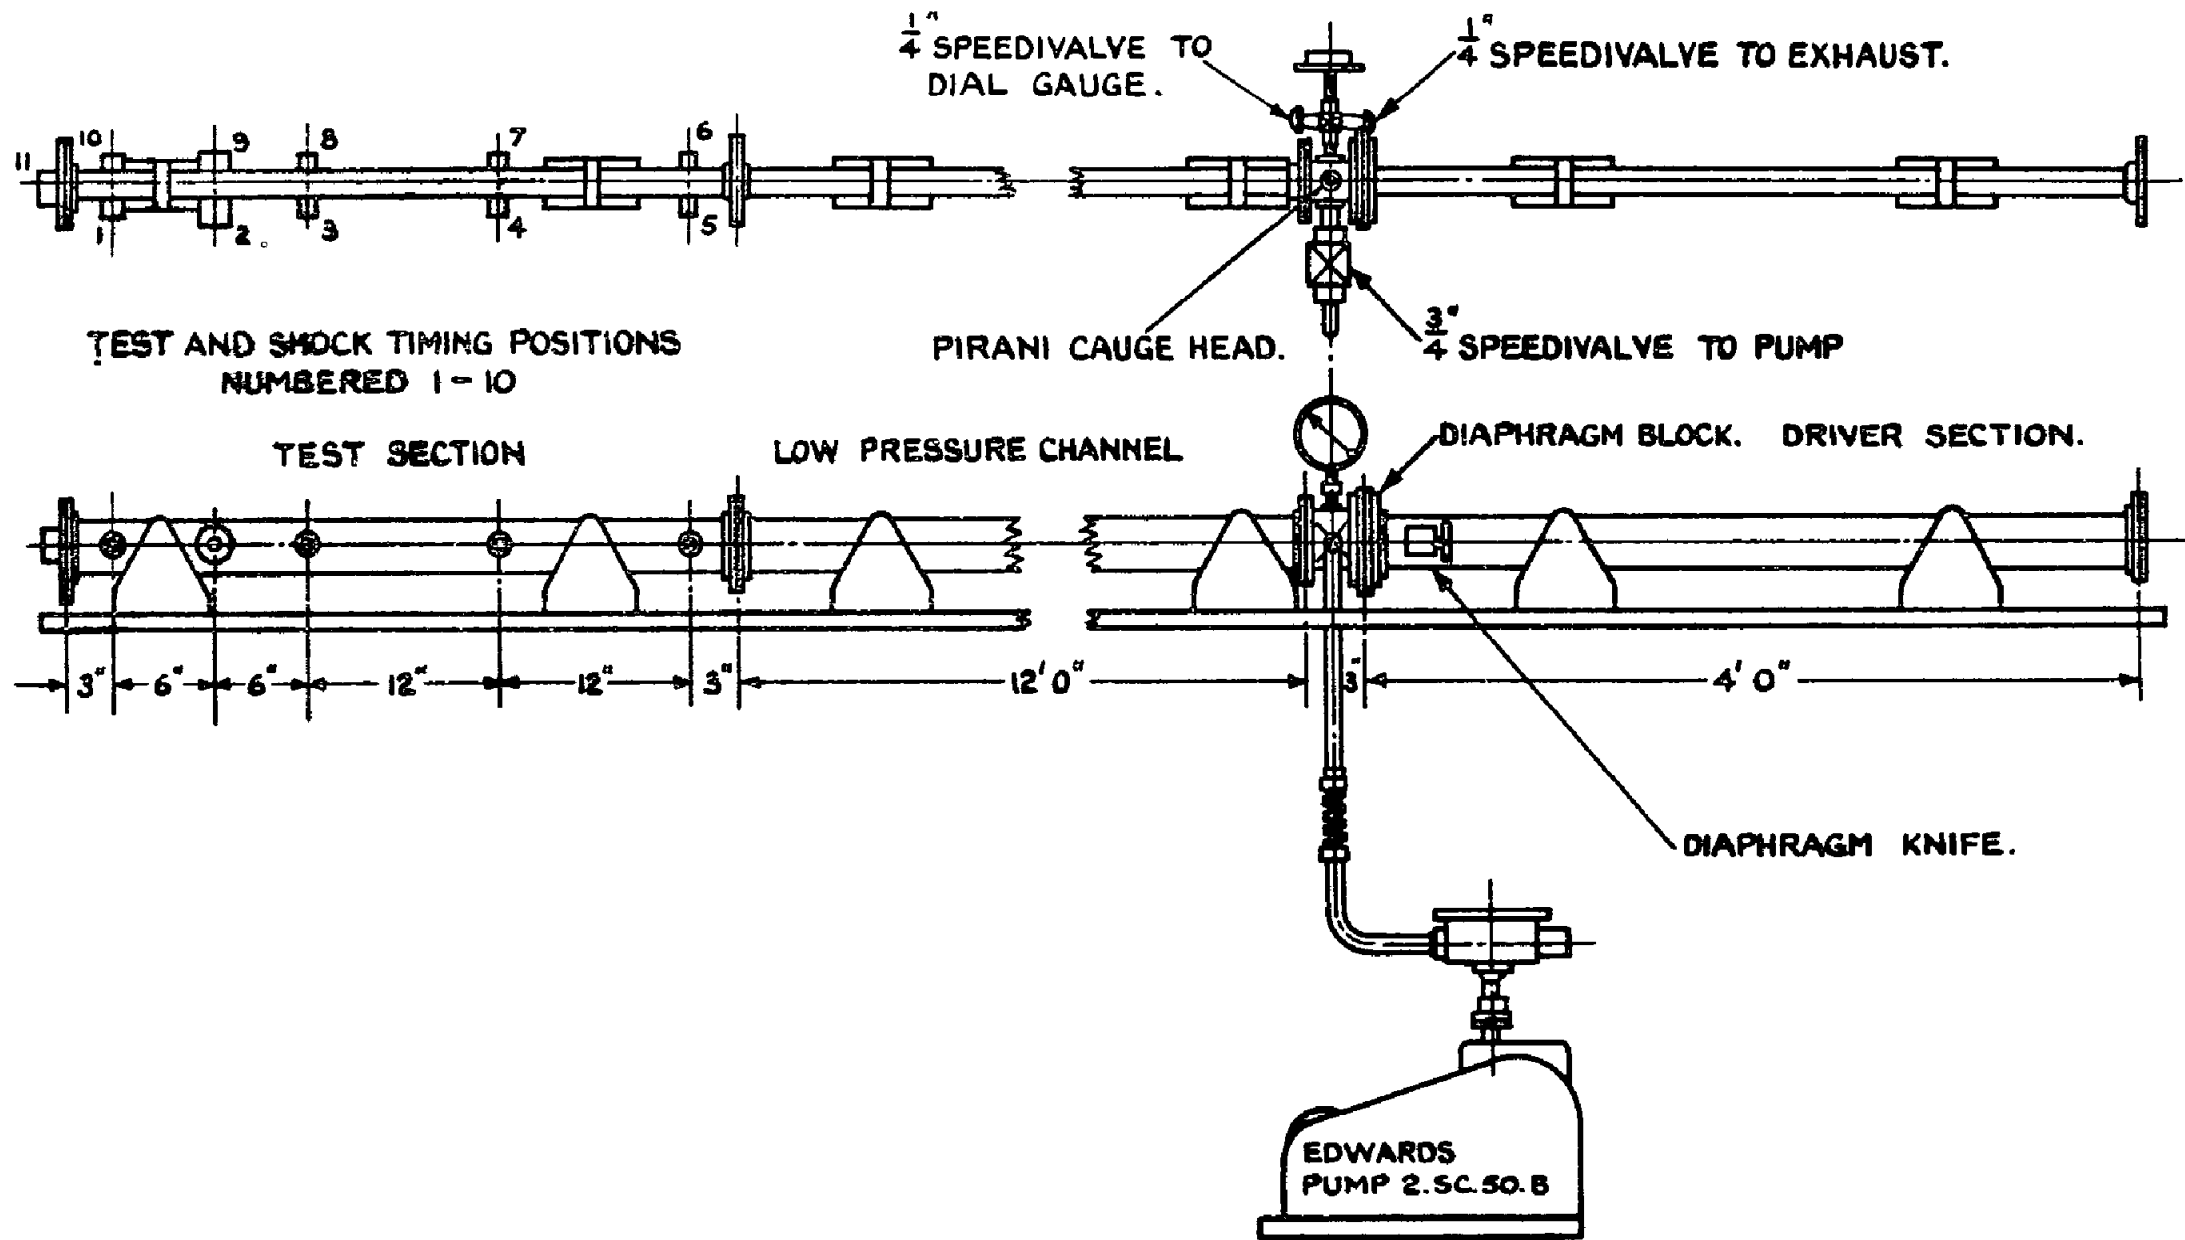 1/4" SPEEDIVALVE TO
DIAL GAUGE.
1/4" SPEEDIVALVE TO EXHAUST.
11
10
9
8
7
6
1
2
3
4
5
TEST AND SHOCK TIMING POSITIONS
NUMBERED 1-10
PIRANI CAUGE HEAD.
3/4" SPEEDIVALVE TO PUMP
TEST SECTION
LOW PRESSURE CHANNEL
DIAPHRAGM BLOCK. DRIVER SECTION.
3" 6" 6" 12" 12" 3" 12'0" 3" 4'0"
DIAPHRAGM KNIFE.
EDWARDS
PUMP 2.SC.50.B